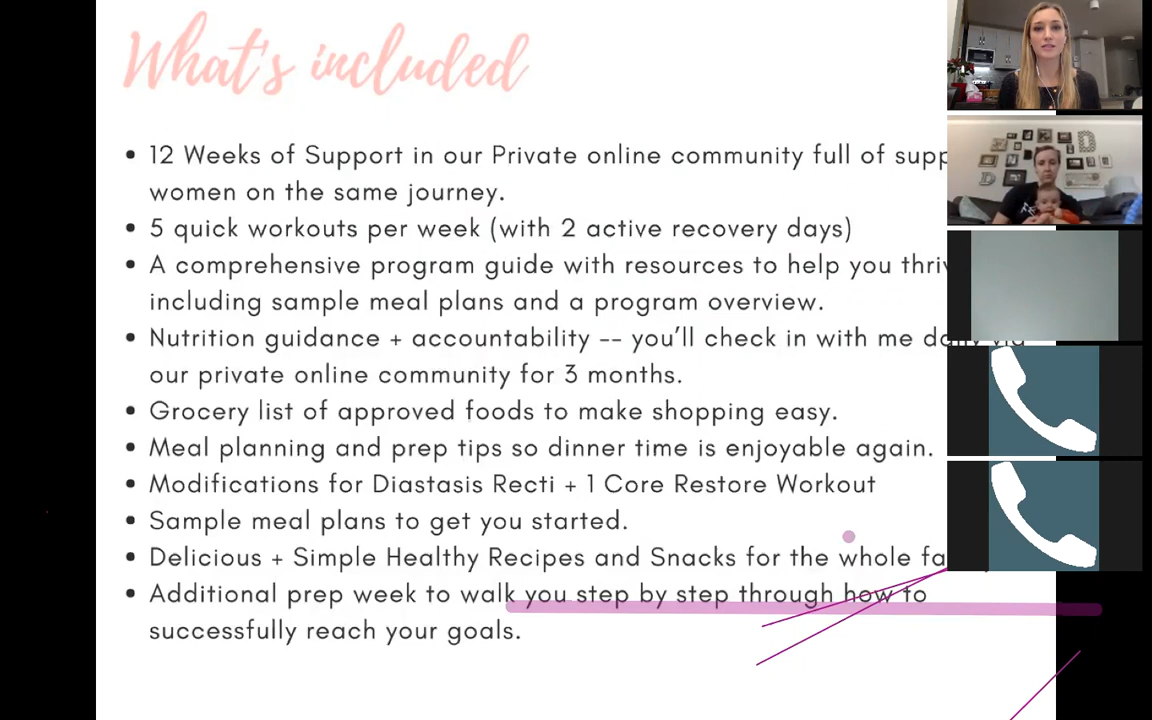 What's included
• 12 Weeks of Support in our Private online community full of supp
women on the same journey.
• 5 quick workouts per week (with 2 active recovery days)
• A comprehensive program guide with resources to help you thriv
including sample meal plans and a program overview.
• Nutrition guidance + accountability -- you’ll check in with me daily via
our private online community for 3 months.
• Grocery list of approved foods to make shopping easy.
• Meal planning and prep tips so dinner time is enjoyable again.
• Modifications for Diastasis Recti + 1 Core Restore Workout
• Sample meal plans to get you started.
• Delicious + Simple Healthy Recipes and Snacks for the whole fa
• Additional prep week to walk you step by step through how to
successfully reach your goals.
D
D